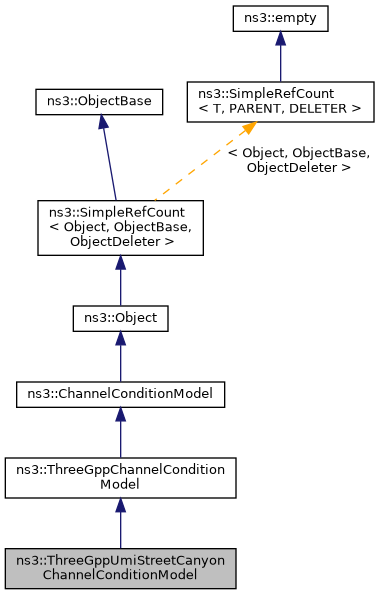 ns3::empty
ns3::SimpleRefCount
< T, PARENT, DELETER >
ns3::ObjectBase
< Object, ObjectBase,
ObjectDeleter >
ns3::SimpleRefCount
< Object, ObjectBase,
ObjectDeleter >
ns3::Object
ns3::ChannelConditionModel
ns3::ThreeGppChannelCondition
Model
ns3::ThreeGppUmiStreetCanyon
ChannelConditionModel